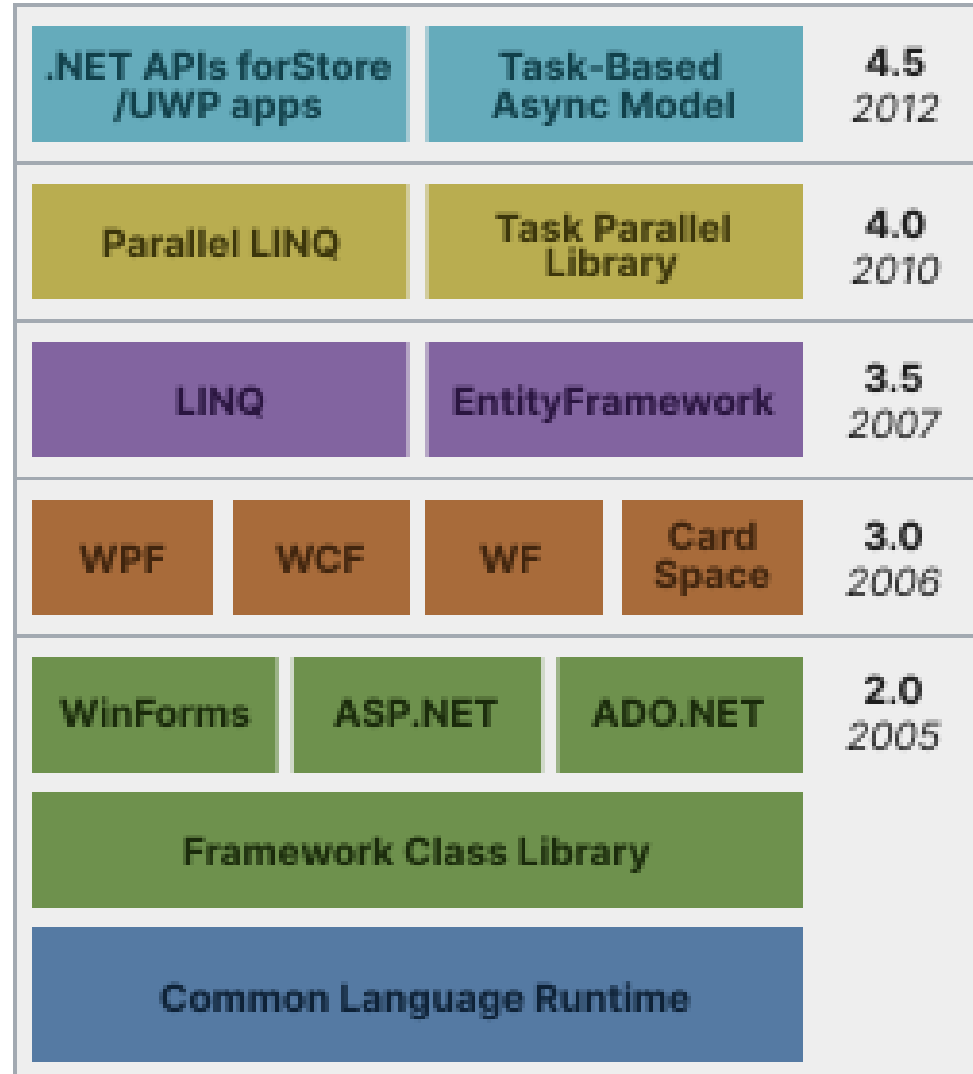 .NET APIs forStore
/UWP apps
Task-Based
Async Model
4.5
2012
Parallel LINQ
Task Parallel
Library
4.0
2010
LINQ
EntityFramework
3.5
2007
WPF
WCF
WF
Card
Space
3.0
2006
WinForms
ASP.NET
ADO.NET
2.0
2005
Framework Class Library
Common Language Runtime